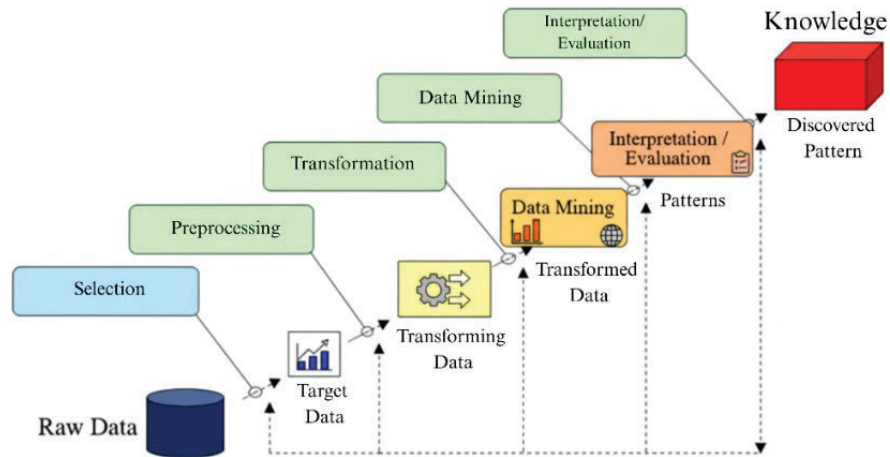 Interpretation/
Evaluation
Knowledge
Data Mining
Interpretation /
Evaluation
Discovered
Pattern
Transformation
Data Mining
Patterns
Preprocessing
Transformed
Data
Selection
Transforming
Data
Target
Data
Raw Data